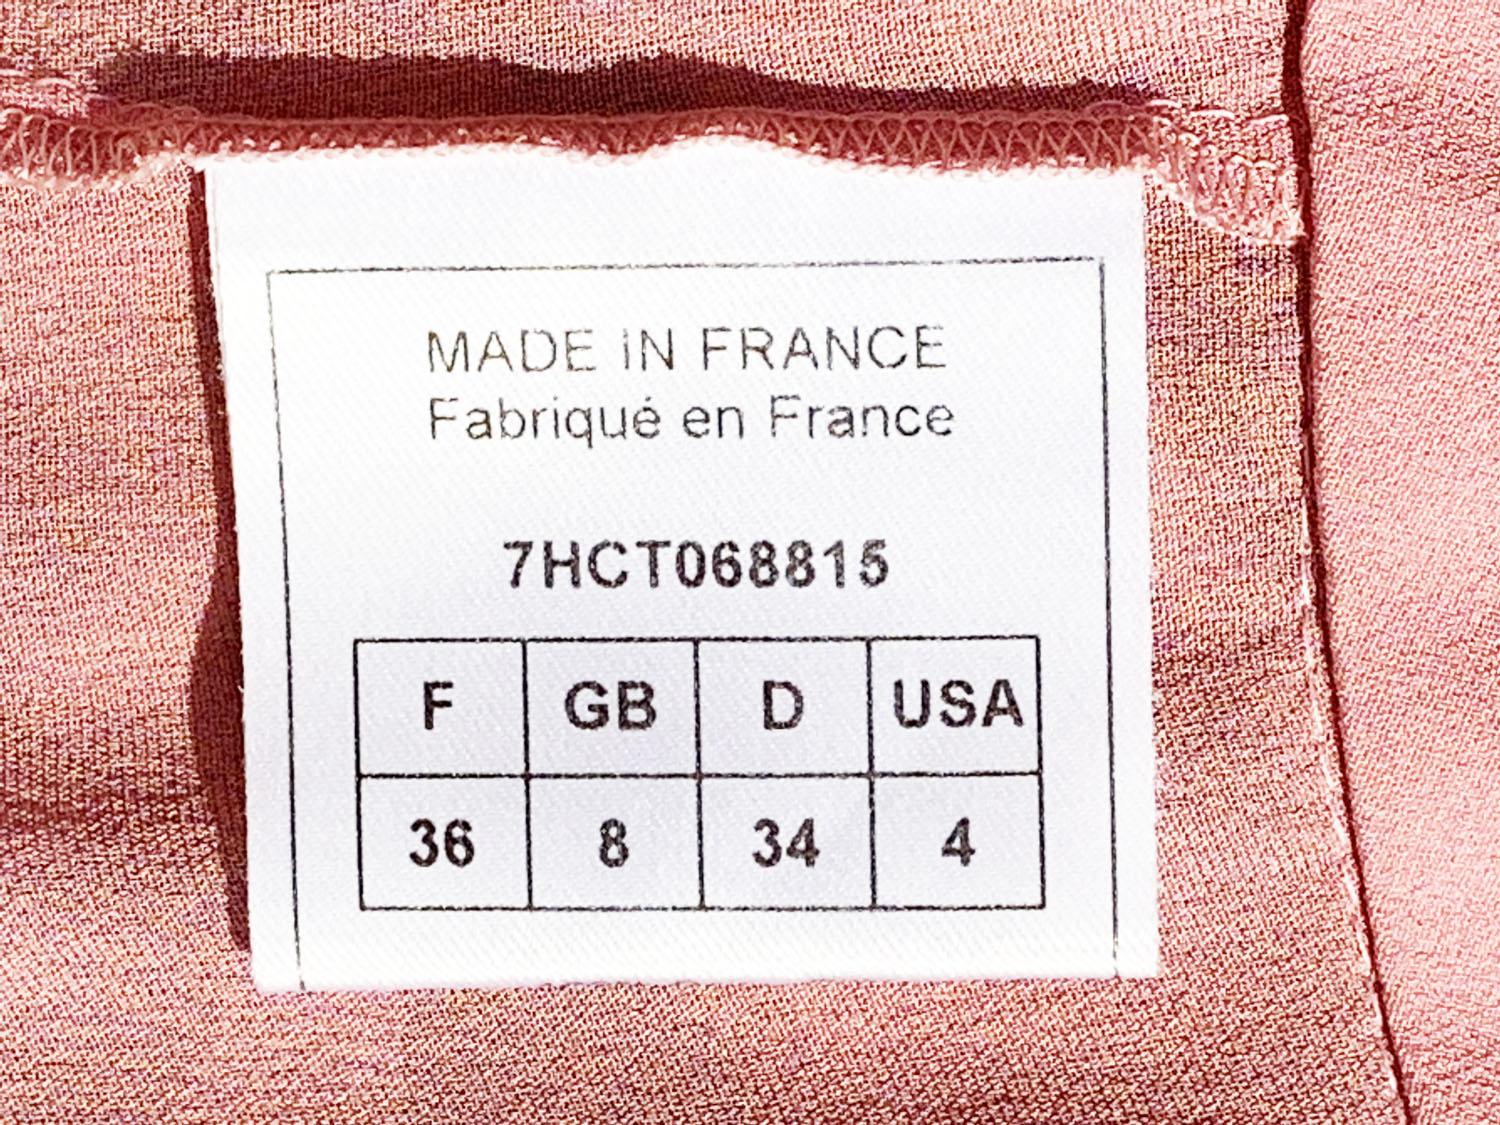 MADE IN FRANCE
Fabriqué en France
7HCT068815
F GB D USA
36 8 34 4